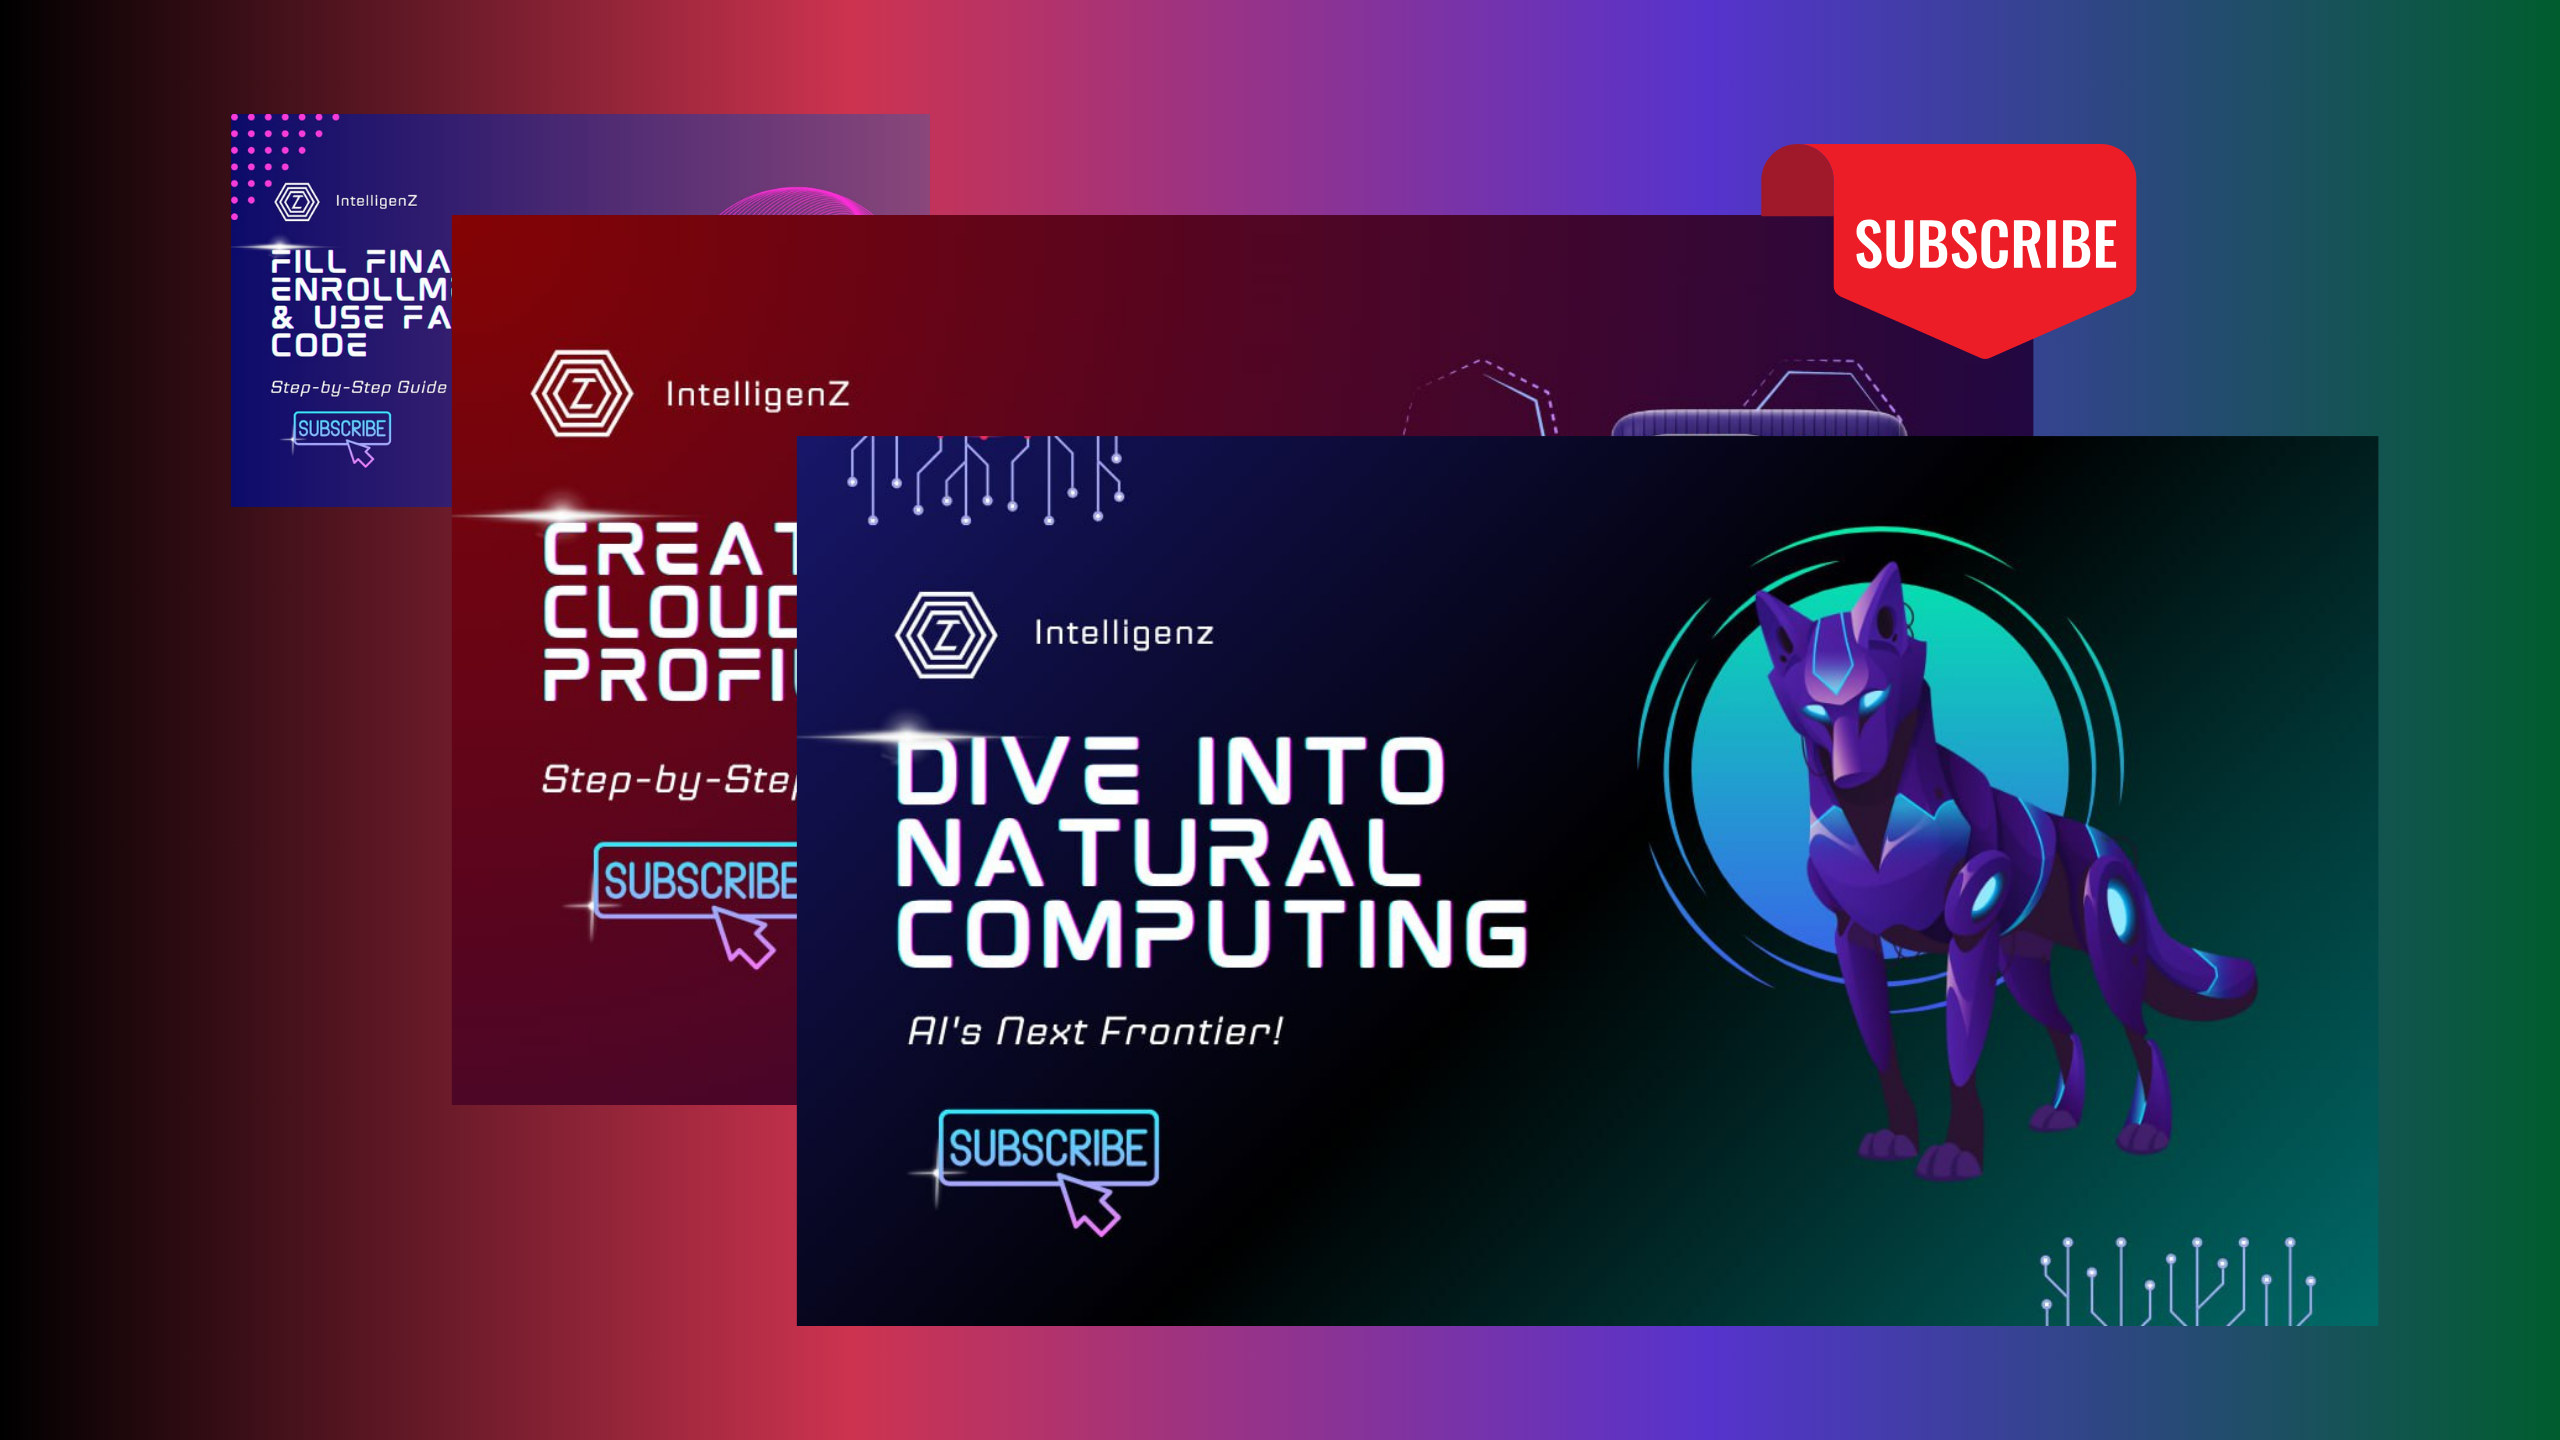 IntelligenZ
FILL FINA
ENROLLM
& USE FA
CODE
Step-by-Step Guide
SUBSCRIBE
IntelligenZ
CREAT
CLOUD
PROFI
Step-by-Step
SUBSCRIBE
SUBSCRIBE
Intelligenz
DIVE INTO
NATURAL
COMPUTING
AI's Next Frontier!
SUBSCRIBE